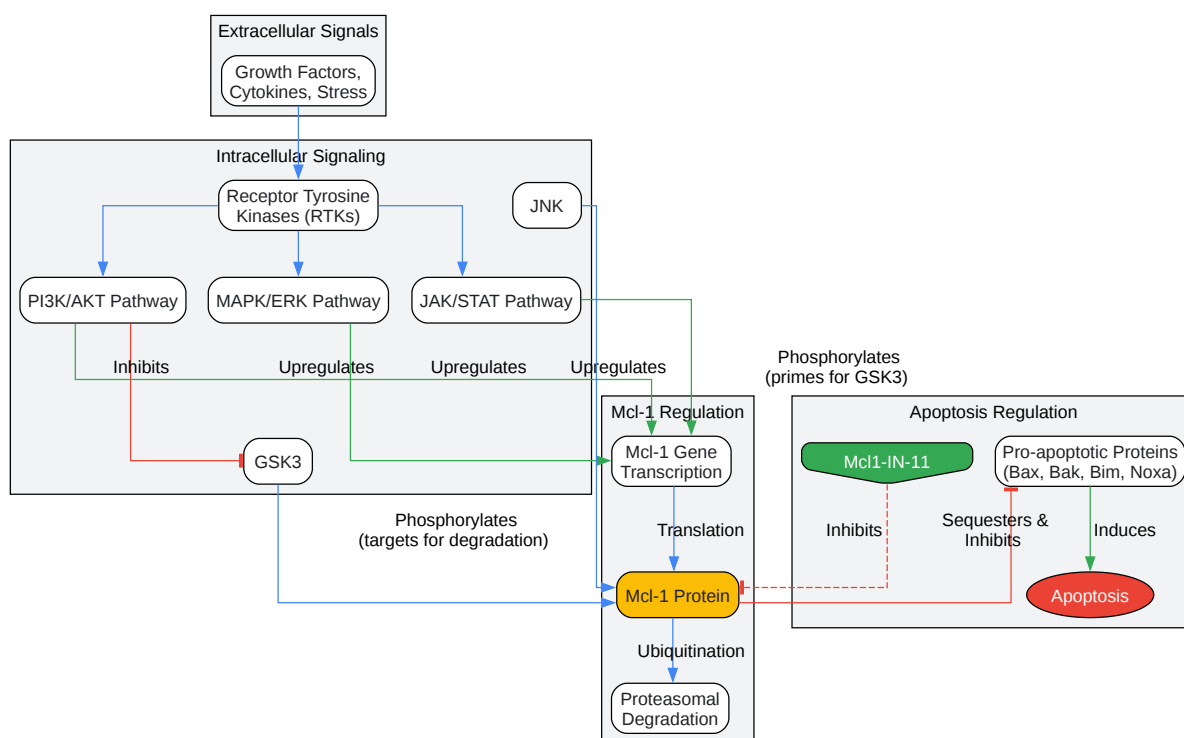 Extracellular Signals
Growth Factors,
Cytokines, Stress
Intracellular Signaling
Receptor Tyrosine
Kinases (RTKs)
JNK
PI3K/AKT Pathway
MAPK/ERK Pathway
JAK/STAT Pathway
Inhibits
Upregulates
Upregulates
Upregulates
Phosphorylates
(primes for GSK3)
GSK3
Phosphorylates
(targets for degradation)
Mcl-1 Regulation
Mcl-1 Gene
Transcription
Translation
Mcl-1 Protein
Ubiquitination
Proteasomal
Degradation
Apoptosis Regulation
Mcl1-IN-11
Pro-apoptotic Proteins
(Bax, Bak, Bim, Noxa)
Inhibits
Sequesters &
Inhibits
Induces
Apoptosis